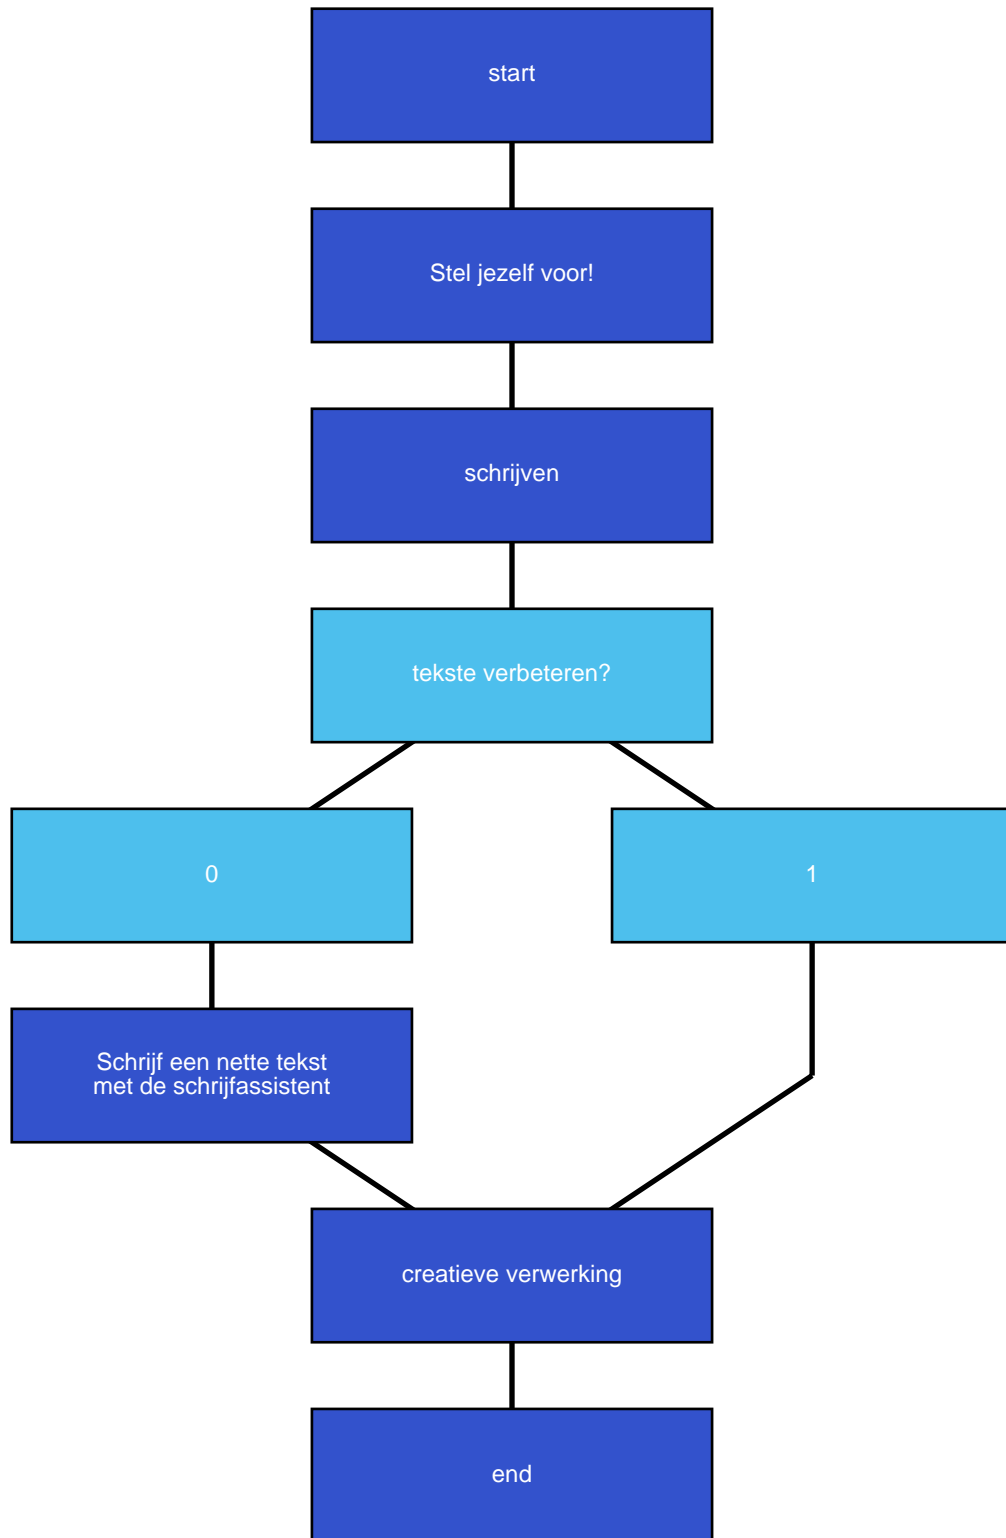 start
Stel jezelf voor!
schrijven
tekste verbeteren?
0
1
Schrijf een nette tekst
met de schrijfassistent
creatieve verwerking
end